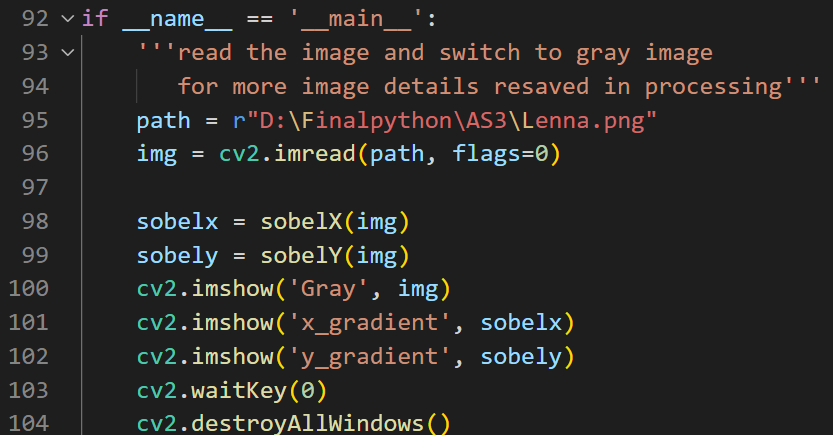 92 if __name__ == '__main__':
93 '''read the image and switch to gray image
94 for more image details resaved in processing'''
95 path = r"D:\Finalpython\AS3\Lenna.png"
96 img = cv2.imread(path, flags=0)
97
98 sobelx = sobelX(img)
99 sobely = sobelY(img)
100 cv2.imshow('Gray', img)
101 cv2.imshow('x_gradient', sobelx)
102 cv2.imshow('y_gradient', sobely)
103 cv2.waitKey(0)
104 cv2.destroyAllWindows()